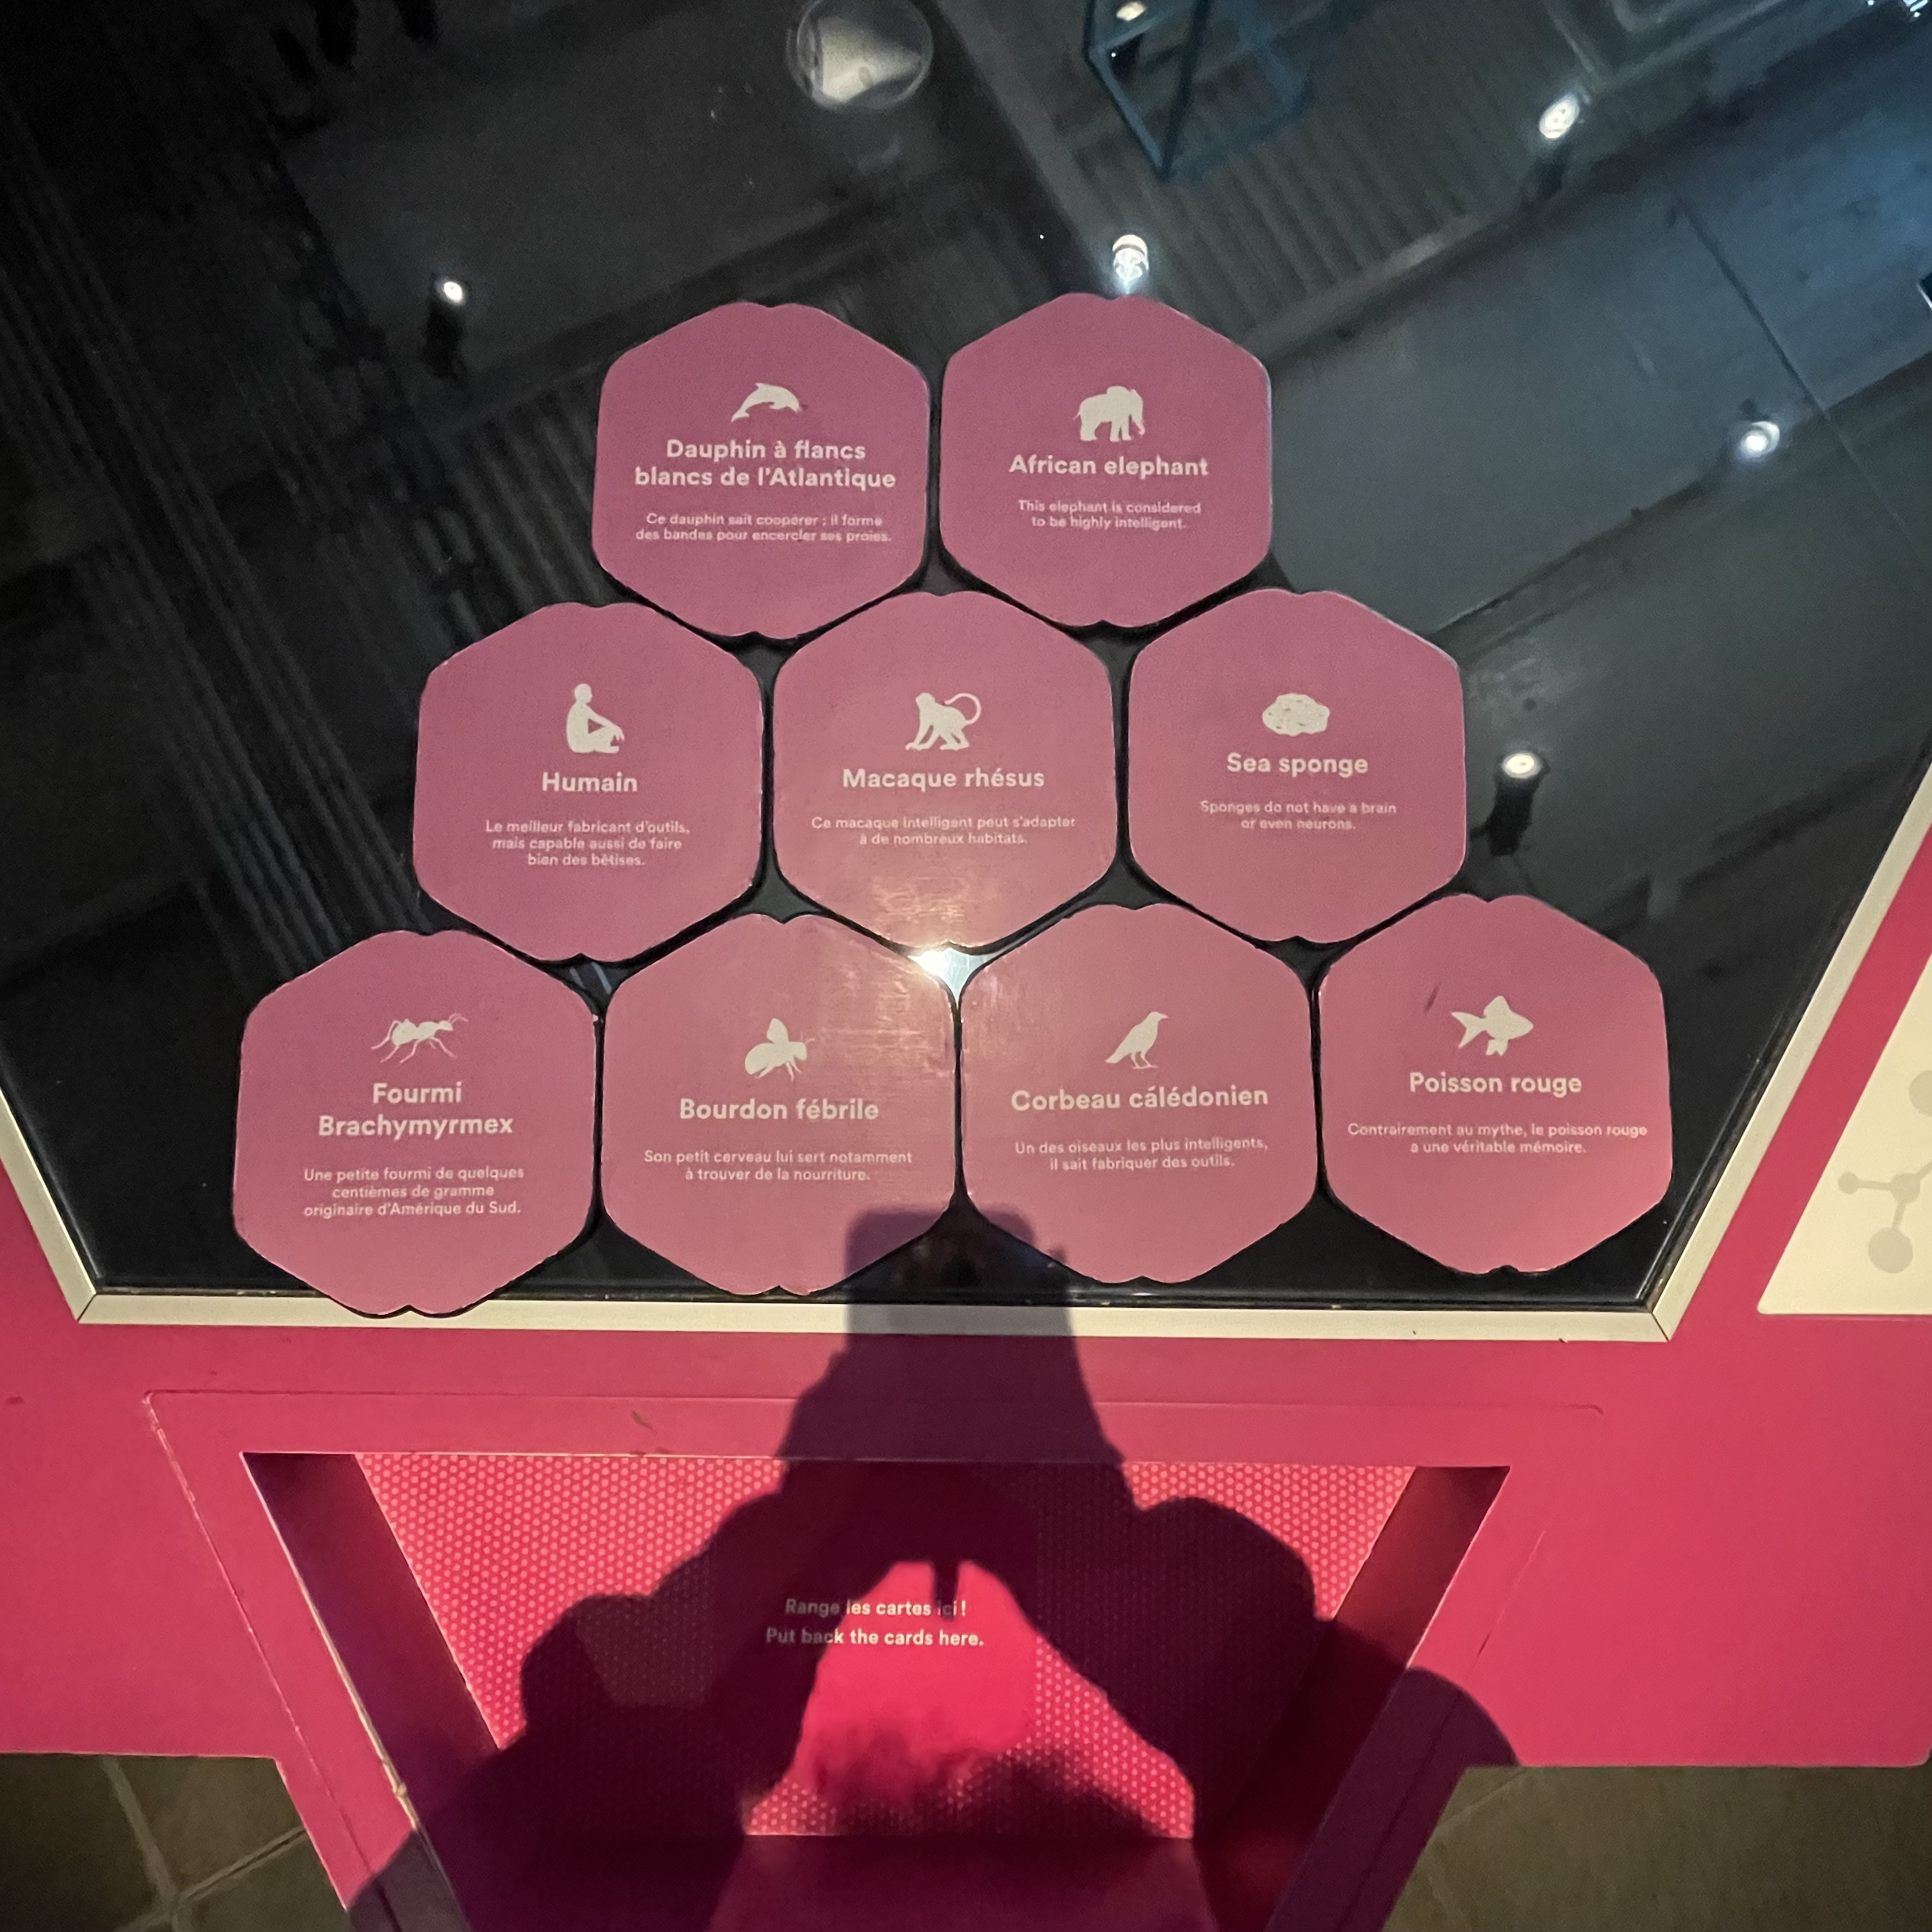 Dauphin à flancs
blancs de l'Atlantique
Ce dauphin sait coopérer : il forme
des bandes pour encercler ses proies.
African elephant
This elephant is considered
to be highly intelligent.
Humain
Le meilleur fabricant d'outils,
mais capable aussi de faire
bien des bêtises.
Macaque rhésus
Ce macaque intelligent peut s'adapter
à de nombreux habitats.
Sea sponge
Sponges do not have a brain
or even neurons.
Fourmi
Brachymyrmex
Une petite fourmi de quelques
centièmes de gramme
originaire d'Amérique du Sud.
Bourdon fébrile
Son petit cerveau lui sert notamment
à trouver de la nourriture.
Corbeau cálédonien
Un des oiseaux les plus intelligents,
il sait fabriquer des outils.
Poisson rouge
Contrairement au mythe, le poisson rouge
a une véritable mémoire.
Range les cartes ici !
Put back the cards here.